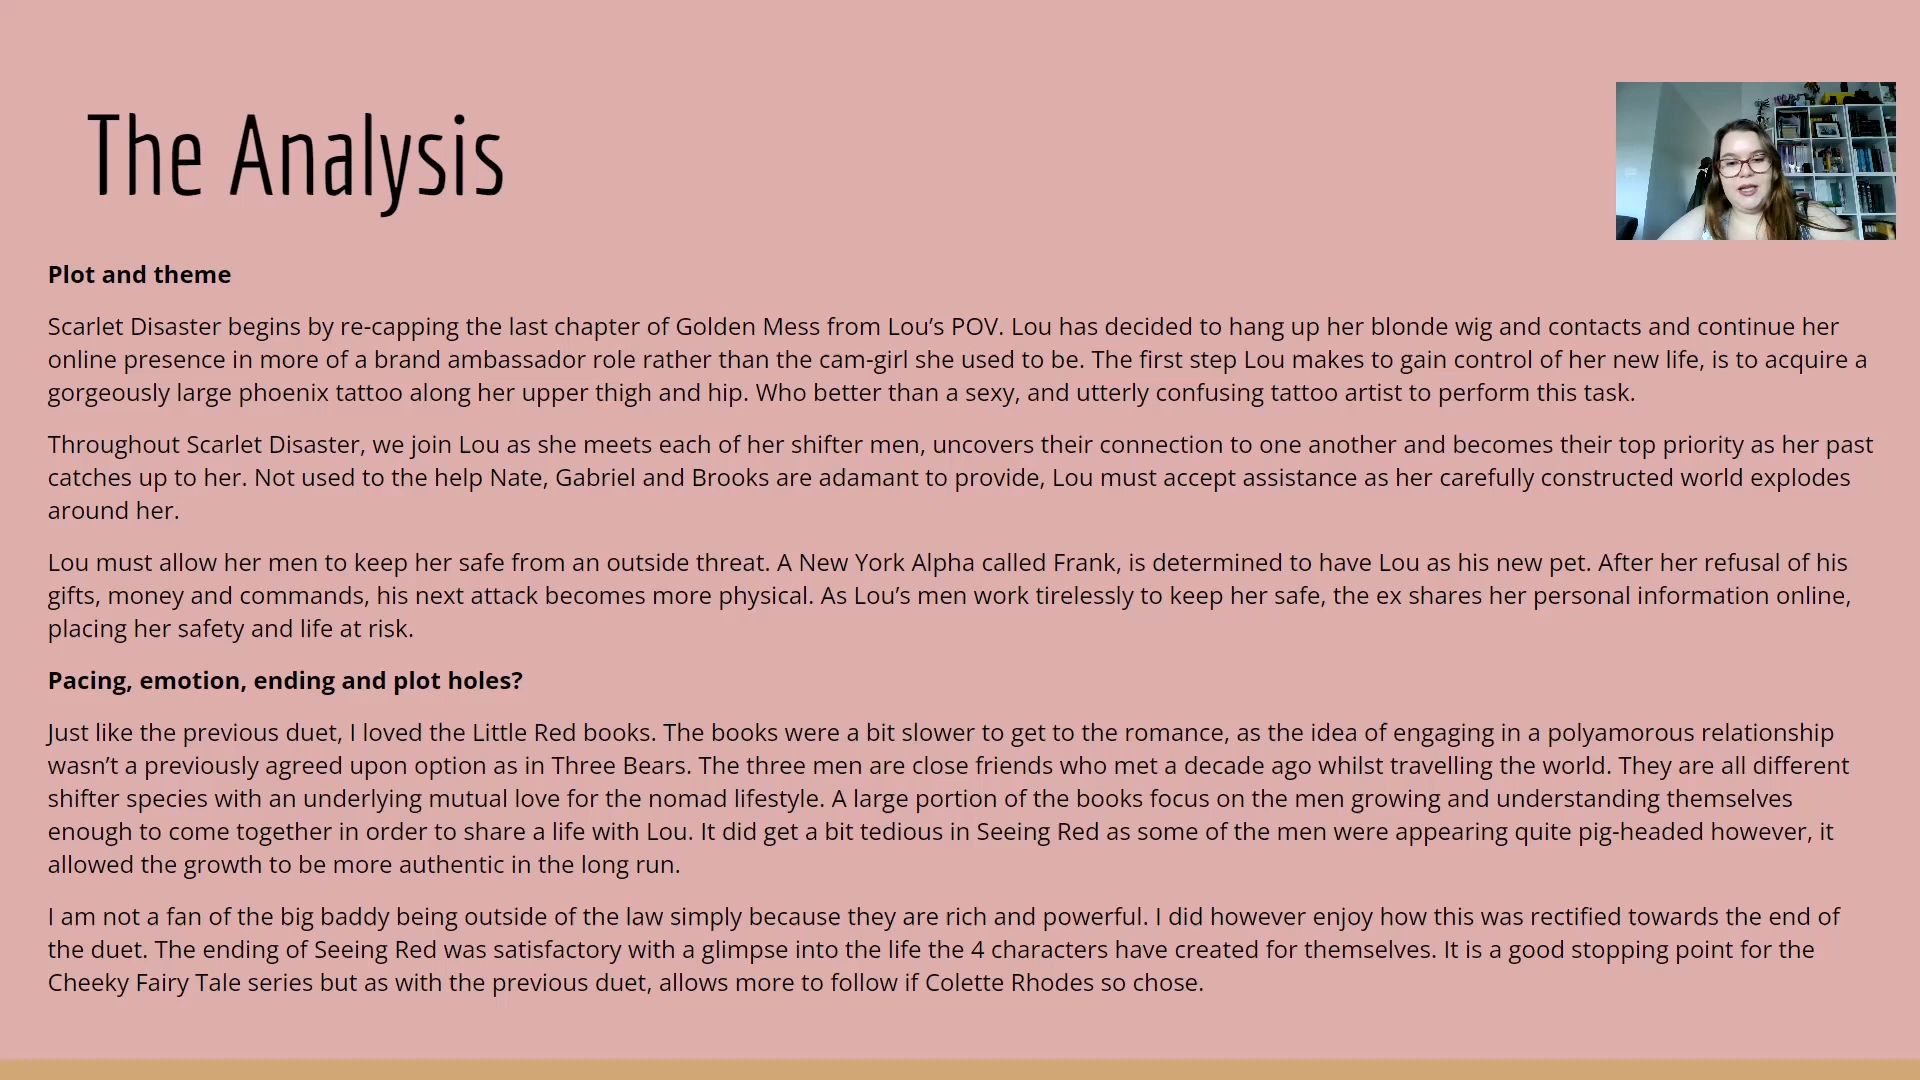 The Analysis
Plot and theme
Scarlet Disaster begins by re-capping the last chapter of Golden Mess from Lou’s POV. Lou has decided to hang up her blonde wig and contacts and continue her
online presence in more of a brand ambassador role rather than the cam-girl she used to be. The first step Lou makes to gain control of her new life, is to acquire a
gorgeously large phoenix tattoo along her upper thigh and hip. Who better than a sexy, and utterly confusing tattoo artist to perform this task.
Throughout Scarlet Disaster, we join Lou as she meets each of her shifter men, uncovers their connection to one another and becomes their top priority as her past
catches up to her. Not used to the help Nate, Gabriel and Brooks are adamant to provide, Lou must accept assistance as her carefully constructed world explodes
around her.
Lou must allow her men to keep her safe from an outside threat. A New York Alpha called Frank, is determined to have Lou as his new pet. After her refusal of his
gifts, money and commands, his next attack becomes more physical. As Lou’s men work tirelessly to keep her safe, the ex shares her personal information online,
placing her safety and life at risk.
Pacing, emotion, ending and plot holes?
Just like the previous duet, I loved the Little Red books. The books were a bit slower to get to the romance, as the idea of engaging in a polyamorous relationship
wasn’t a previously agreed upon option as in Three Bears. The three men are close friends who met a decade ago whilst travelling the world. They are all different
shifter species with an underlying mutual love for the nomad lifestyle. A large portion of the books focus on the men growing and understanding themselves
enough to come together in order to share a life with Lou. It did get a bit tedious in Seeing Red as some of the men were appearing quite pig-headed however, it
allowed the growth to be more authentic in the long run.
I am not a fan of the big baddy being outside of the law simply because they are rich and powerful. I did however enjoy how this was rectified towards the end of
the duet. The ending of Seeing Red was satisfactory with a glimpse into the life the 4 characters have created for themselves. It is a good stopping point for the
Cheeky Fairy Tale series but as with the previous duet, allows more to follow if Colette Rhodes so chose.